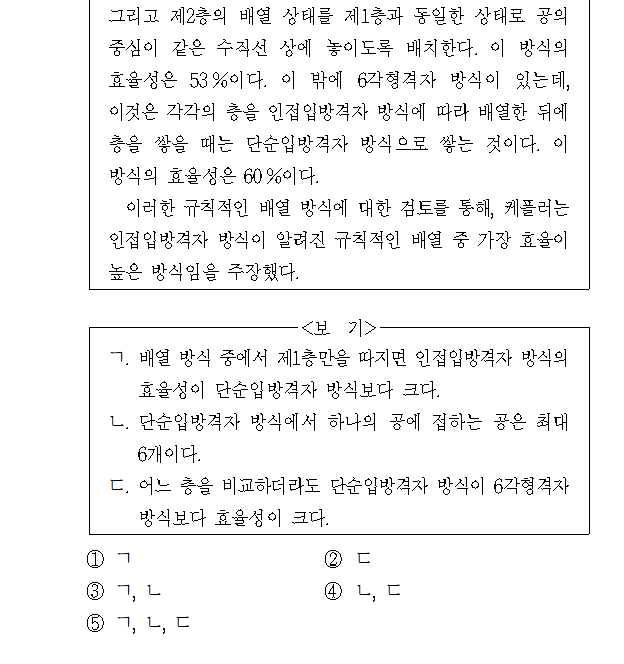 그리고 제2층의 배열 상태를 제1층과 동일한 상태로 공의
중심이 같은 수직선 상에 놓이도록 배치한다. 이 방식의
효율성은 53%이다. 이 밖에 6각형격자 방식이 있는데,
이것은 각각의 층을 인접입방격자 방식에 따라 배열한 뒤에
층을 쌓을 때는 단순입방격자 방식으로 쌓는 것이다. 이
방식의 효율성은 60%이다.
이러한 규칙적인 배열 방식에 대한 검토를 통해, 케플러는
인접입방격자 방식이 알려진 규칙적인 배열 중 가장 효율이
높은 방식임을 주장했다.
<보 기>
ㄱ. 배열 방식 중에서 제1층만을 따지면 인접입방격자 방식의
효율성이 단순입방격자 방식보다 크다.
ㄴ. 단순입방격자 방식에서 하나의 공에 접하는 공은 최대
6개이다.
ㄷ. 어느 층을 비교하더라도 단순입방격자 방식이 6각형격자
방식보다 효율성이 크다.
① ㄱ ② ㄷ
③ ㄱ, ㄴ ④ ㄴ, ㄷ
⑤ ㄱ, ㄴ, ㄷ